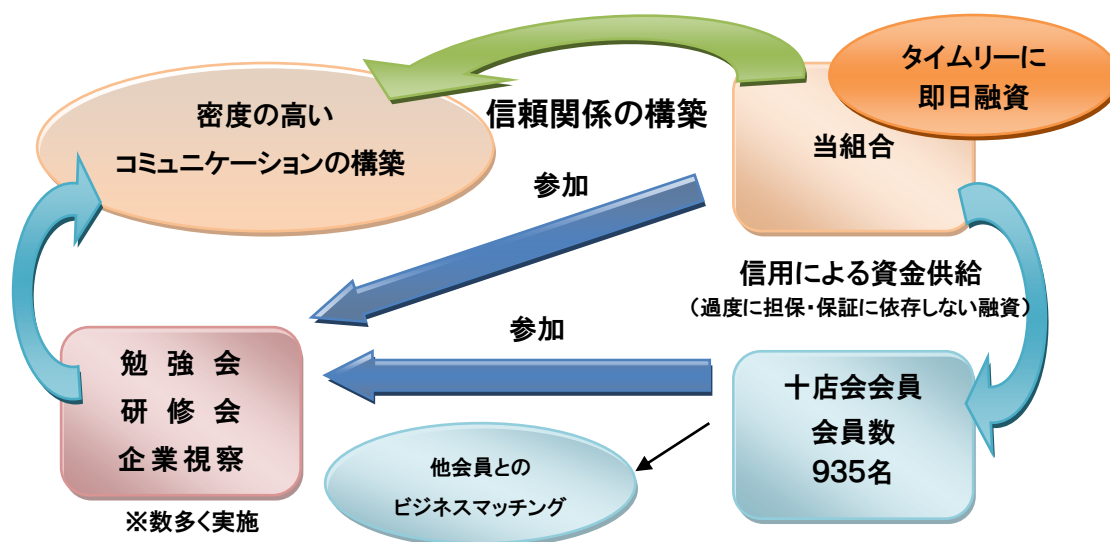 タイムリーに
即日融資
密度の高い
コミュニケーションの構築
信頼関係の構築
当組合
参加
信用による資金供給
（過度に担保・保証に依存しない融資）
参加
勉　強　会
研　修　会
企業視察
※数多く実施
十店会会員
会員数
935名
他会員との
ビジネスマッチング